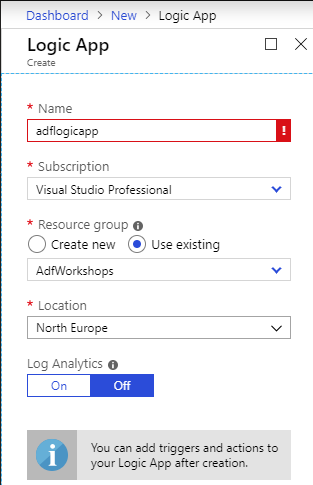 Dashboard > New > Logic App
Logic App
Create
* Name
adflogicapp
!
* Subscription
Visual Studio Professional
* Resource group i
Create new Use existing
AdfWorkshops
* Location
North Europe
Log Analytics i
On Off
i
You can add triggers and actions to
your Logic App after creation.